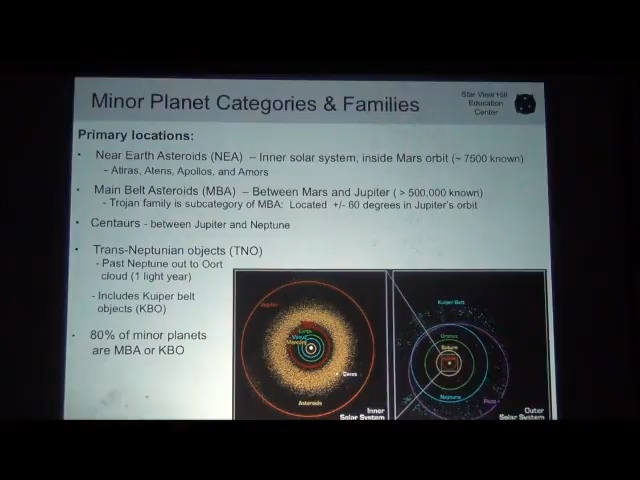 Minor Planet Categories & Families
Star View Hill
Education
Center
Primary locations:
• Near Earth Asteroids (NEA) – Inner solar system, inside Mars orbit (~ 7500 known)
- Atiras, Atens, Apollos, and Amors
• Main Belt Asteroids (MBA) – Between Mars and Jupiter ( > 500,000 known)
- Trojan family is subcategory of MBA: Located +/- 60 degrees in Jupiter's orbit
• Centaurs - between Jupiter and Neptune
• Trans-Neptunian objects (TNO)
- Past Neptune out to Oort
cloud (1 light year)
- Includes Kuiper belt
objects (KBO)
• 80% of minor planets
are MBA or KBO
Jupiter
Earth
Venus
Mercury
Ceres
Asteroids
Inner
Solar System
Kuiper Belt
Uranus
Saturn
Neptune
Pluto
Outer
Solar System